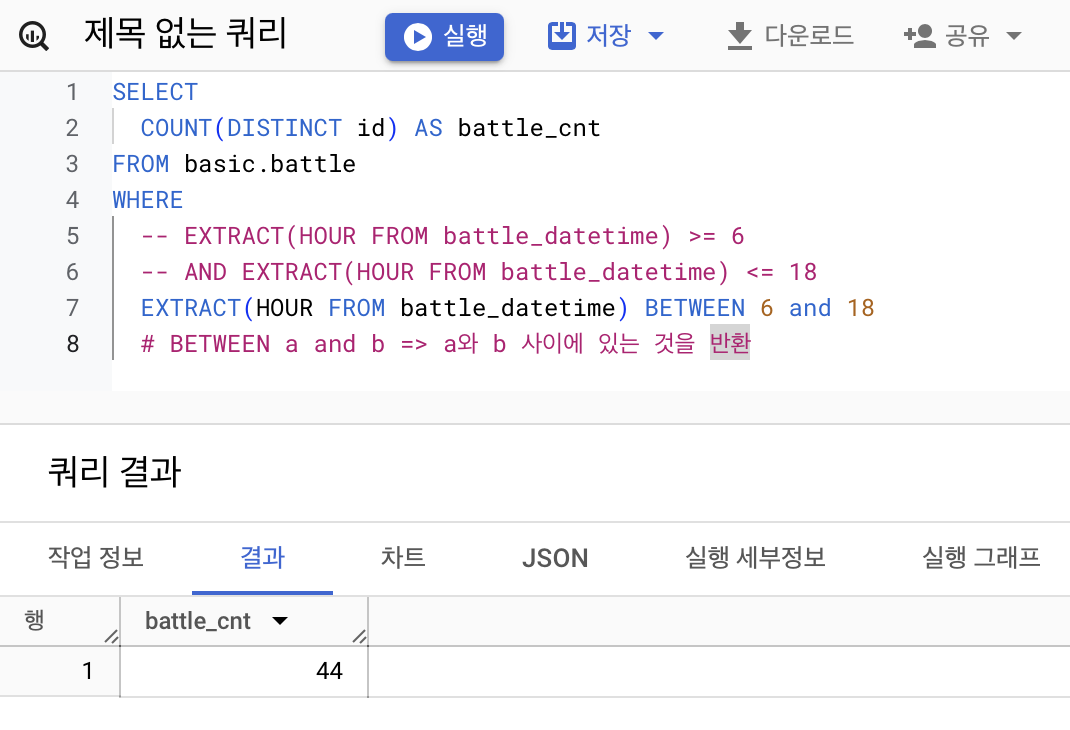 제목 없는 쿼리 실행 저장 다운로드 공유
1 SELECT
2 COUNT(DISTINCT id) AS battle_cnt
3 FROM basic.battle
4 WHERE
5 -- EXTRACT(HOUR FROM battle_datetime) >= 6
6 -- AND EXTRACT(HOUR FROM battle_datetime) <= 18
7 EXTRACT(HOUR FROM battle_datetime) BETWEEN 6 and 18
8 # BETWEEN a and b => a와 b 사이에 있는 것을 반환
쿼리 결과
작업 정보 결과 차트 JSON 실행 세부정보 실행 그래프
행 battle_cnt
1 44